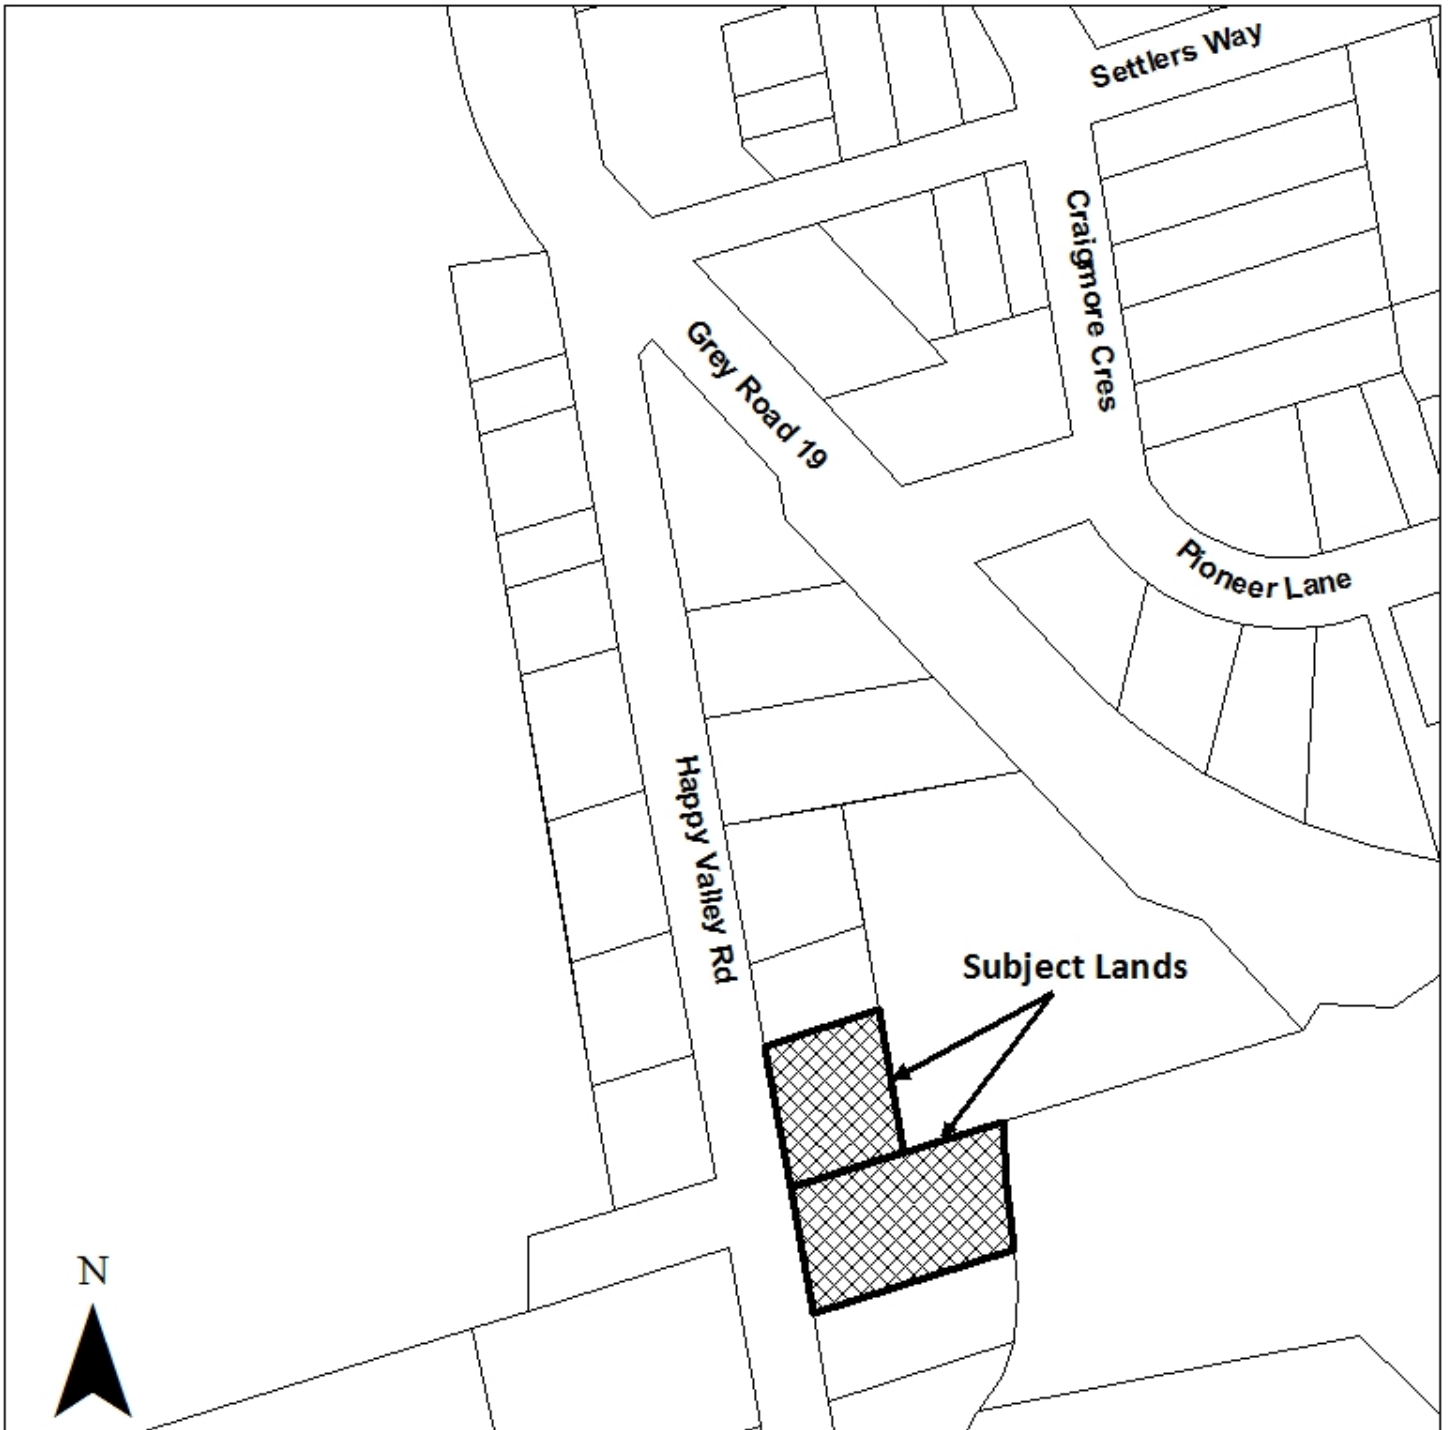 Settlers Way
Craigmore Cres
Grey Road 19
Pioneer Lane
Happy Valley Rd
Subject Lands
N